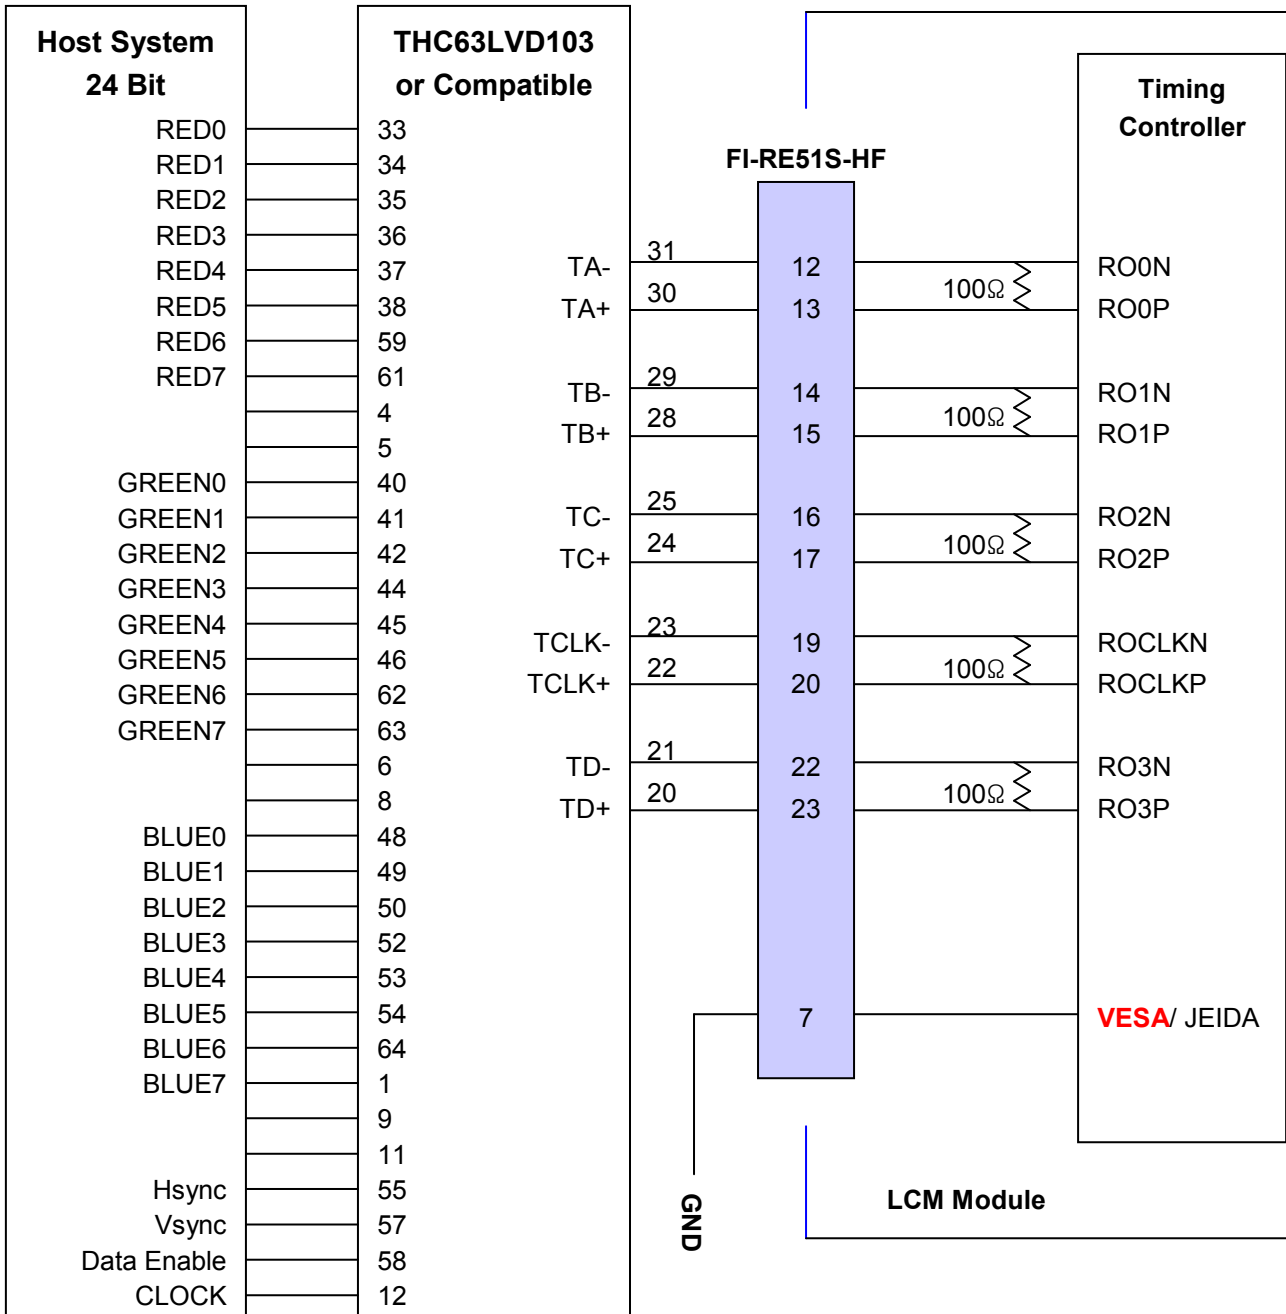 Host System
24 Bit
RED0
RED1
RED2
RED3
RED4
RED5
RED6
RED7
GREEN0
GREEN1
GREEN2
GREEN3
GREEN4
GREEN5
GREEN6
GREEN7
BLUE0
BLUE1
BLUE2
BLUE3
BLUE4
BLUE5
BLUE6
BLUE7
Hsync
Vsync
Data Enable
CLOCK
THC63LVD103
or Compatible
33
34
35
36
37
38
59
61
4
5
40
41
42
44
45
46
62
63
6
8
48
49
50
52
53
54
64
1
9
11
55
57
58
12
TA-
TA+
TB-
TB+
TC-
TC+
TCLK-
TCLK+
TD-
TD+
31
30
29
28
25
24
23
22
21
20
GND
FI-RE51S-HF
12
13
14
15
16
17
19
20
22
23
7
100Ω
100Ω
100Ω
100Ω
100Ω
Timing
Controller
RO0N
RO0P
RO1N
RO1P
RO2N
RO2P
ROCLKN
ROCLKP
RO3N
RO3P
VESA/ JEIDA
LCM Module